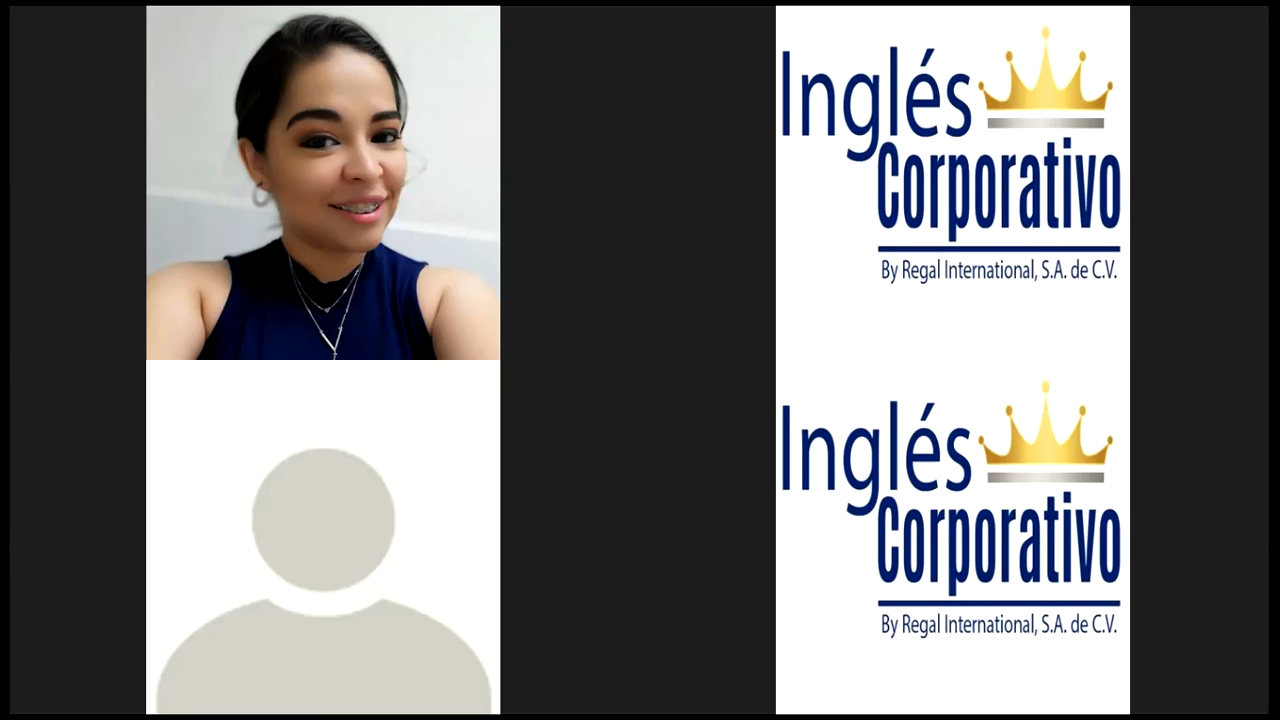 Inglés
Corporativo
By Regal International, S.A. de C.V.
Inglés
Corporativo
By Regal International, S.A. de C.V.